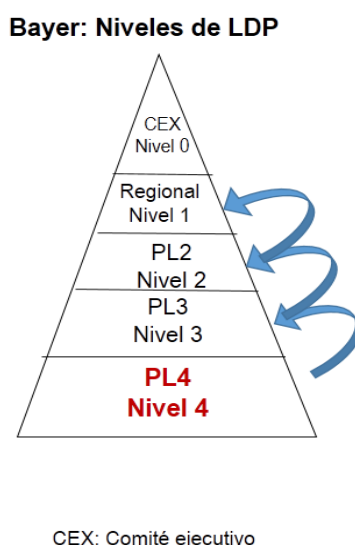 Bayer: Niveles de LDP
CEX
Nivel 0
Regional
Nivel 1
PL2
Nivel 2
PL3
Nivel 3
PL4
Nivel 4
CEX: Comité ejecutivo